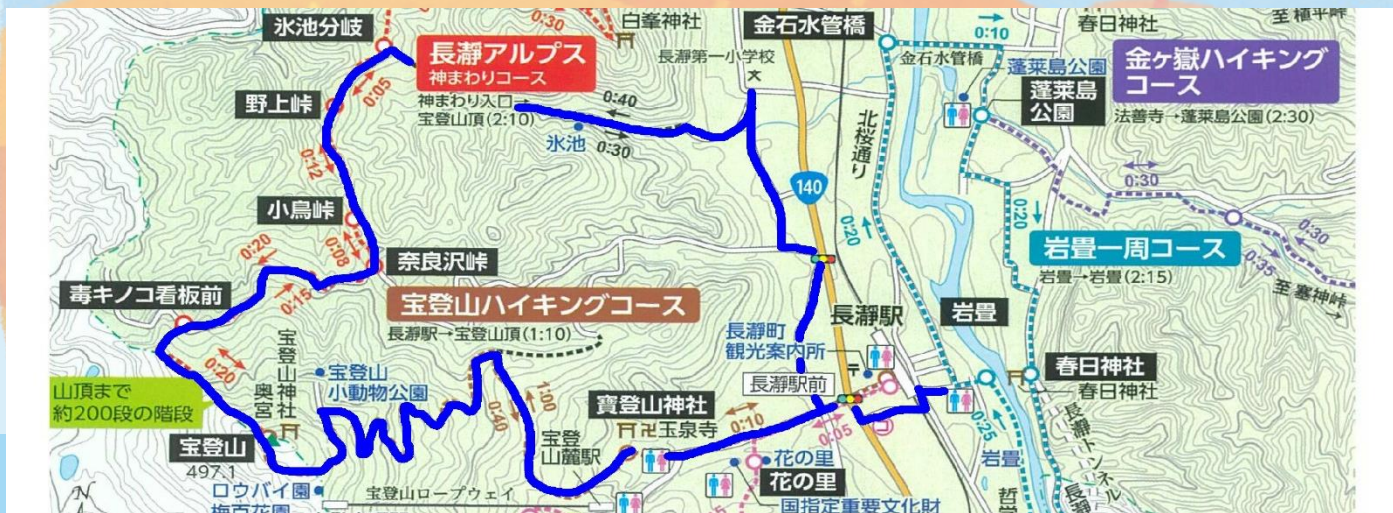 氷池分岐
0:30
白峯神社
金石水管橋
0:10
春日神社
至植平峠
長瀞アルプス
神まわりコース
長瀞第一小学校
金石水管橋
蓬莱島公園
金ヶ嶽ハイキング
コース
0:05
野上峠
神まわり入口→
宝登山頂(2:10)
0:40
蓬莱島
公園
法善寺→蓬莱島公園(2:30)
氷池
0:30
北桜通り
0:12
140
0:30
小鳥峠
0:20
0:20
0:20
0:30
0:08
岩畳一周コース
0:35
奈良沢峠
岩畳→岩畳(2:15)
至塞神峠
0:15
毒キノコ看板前
宝登山ハイキングコース
長瀞駅→宝登山頂(1:10)
長瀞駅
岩畳
長瀞町
観光案内所
宝登山
小動物公園
0:20
宝登山神社
奥宮
長瀞駅前
春日神社
春日神社
山頂まで
約200段の階段
1:00
0:40
寶登山神社
0:10
玉泉寺
0:05
0:25
長瀞トンネル
宝登山
497.1
宝登
山麓駅
花の里
花の里
岩畳
N
ロウバイ園
宝登山ロープウェイ
国指定重要文化財
梅百花園
長瀞